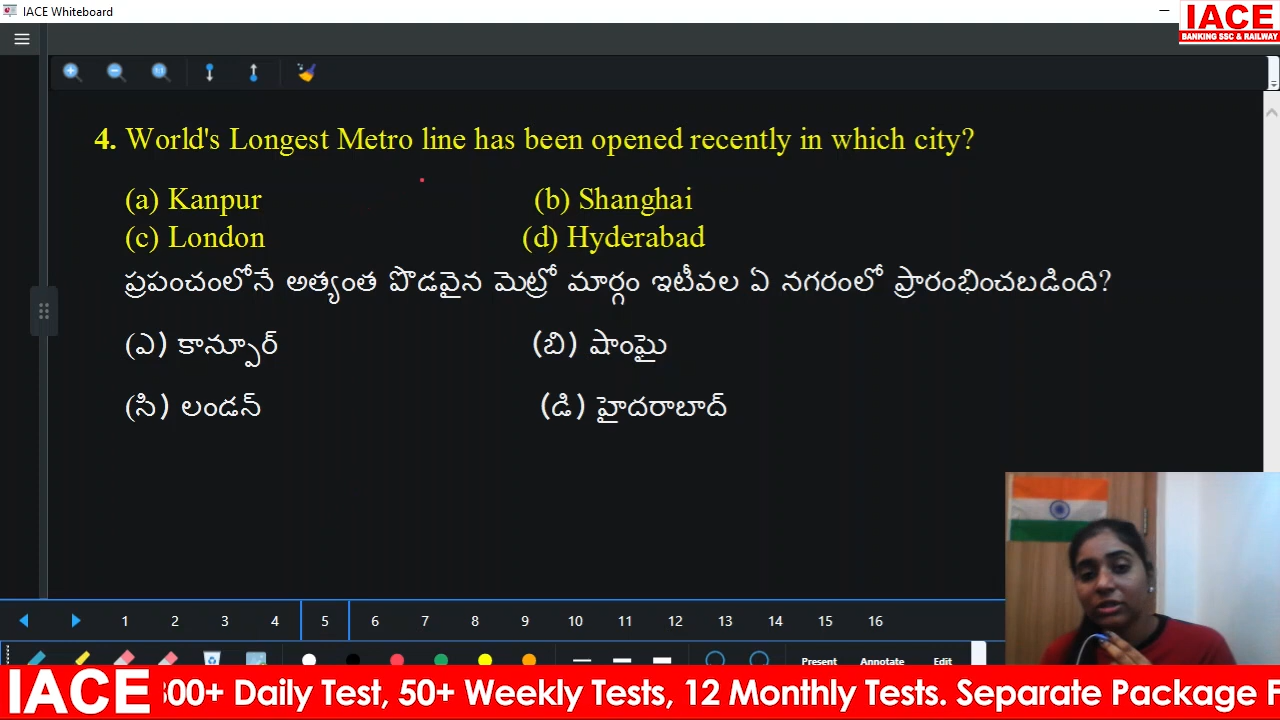 IACE Whiteboard
IACE
BANKING SSC & RAILWAY
4. World's Longest Metro line has been opened recently in which city?
(a) Kanpur (b) Shanghai
(c) London (d) Hyderabad
ప్రపంచంలోనే అత్యంత పొడవైన మెట్రో మార్గం ఇటీవల ఏ నగరంలో ప్రారంభించబడింది?
(ఎ) కాన్పూర్ (బి) షాంఘై
(సి) లండన్ (డి) హైదరాబాద్
1 2 3 4 5 6 7 8 9 10 11 12 13 14 15 16
Present Annotate Edit
IACE 300+ Daily Test, 50+ Weekly Tests, 12 Monthly Tests. Separate Package F